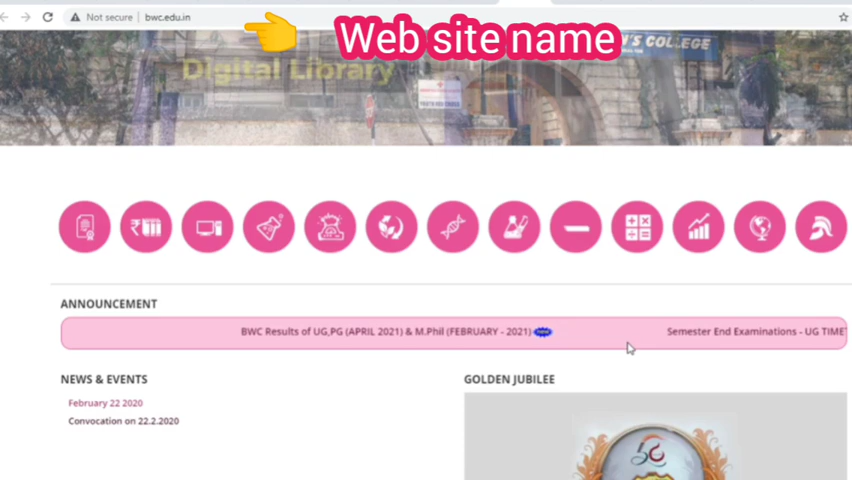 Not secure | bwc.edu.in
Web site name
N'S COLLEGE
Digital Library
ANNOUNCEMENT
BWC Results of UG,PG (APRIL 2021) & M.Phil (FEBRUARY - 2021) new
Semester End Examinations - UG TIME
NEWS & EVENTS
GOLDEN JUBILEE
February 22 2020
Convocation on 22.2.2020